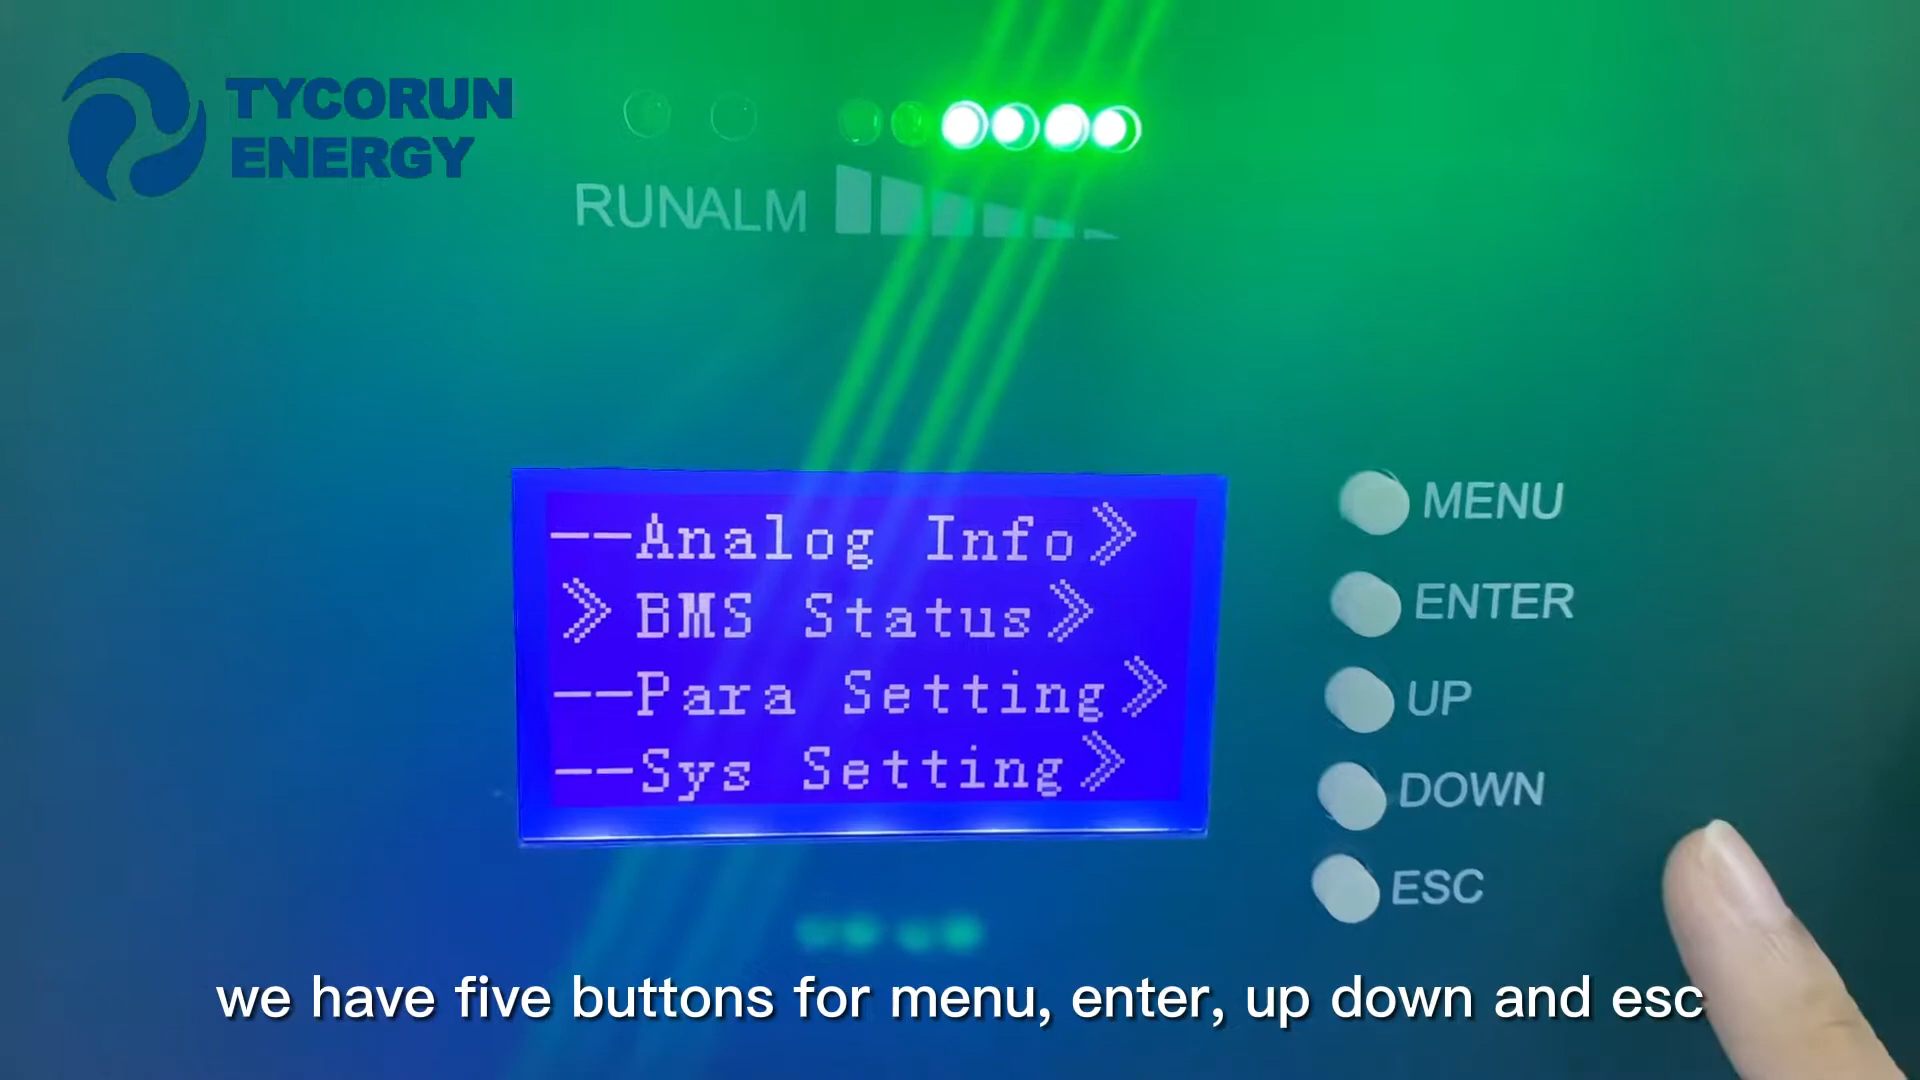 TYCORUN
ENERGY
RUN ALM
--Analog Info»
» BMS Status»
--Para Setting»
--Sys Setting»
MENU
ENTER
UP
DOWN
ESC
we have five buttons for menu, enter, up down and esc